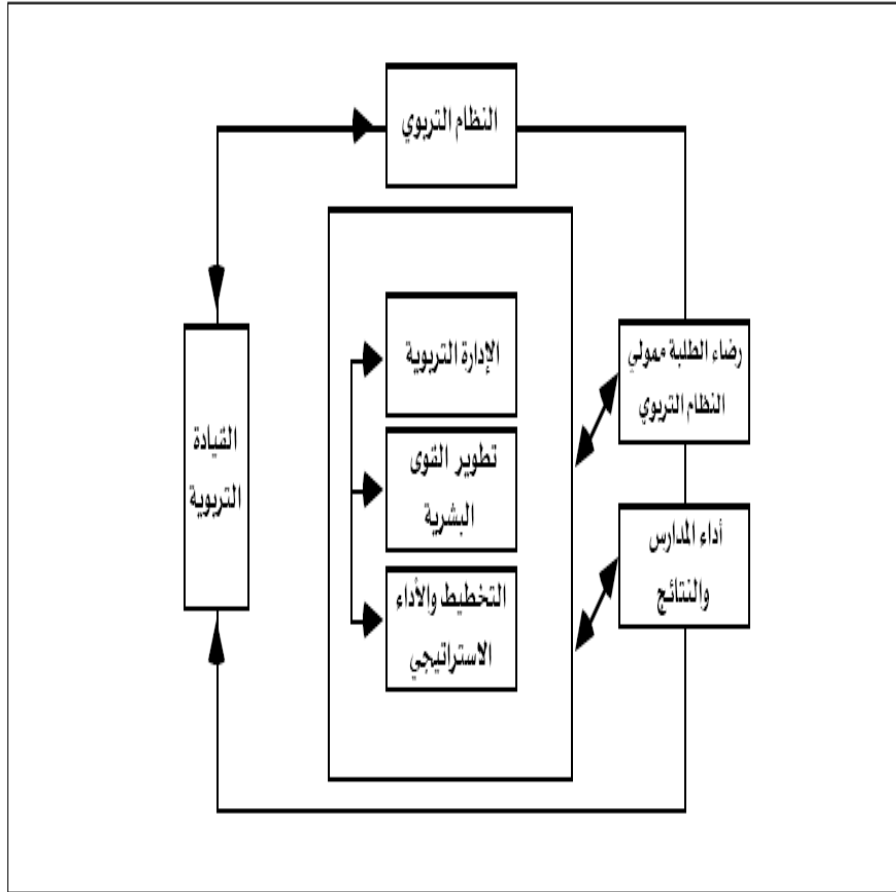 النظام التربوي
رضاء الطلبة ممولي
النظام التربوي
أداء المدارس
والنتائج
الإدارة التربوية
تطوير القوى
البشرية
التخطيط والأداء
الاستراتيجي
القيادة
التربوية